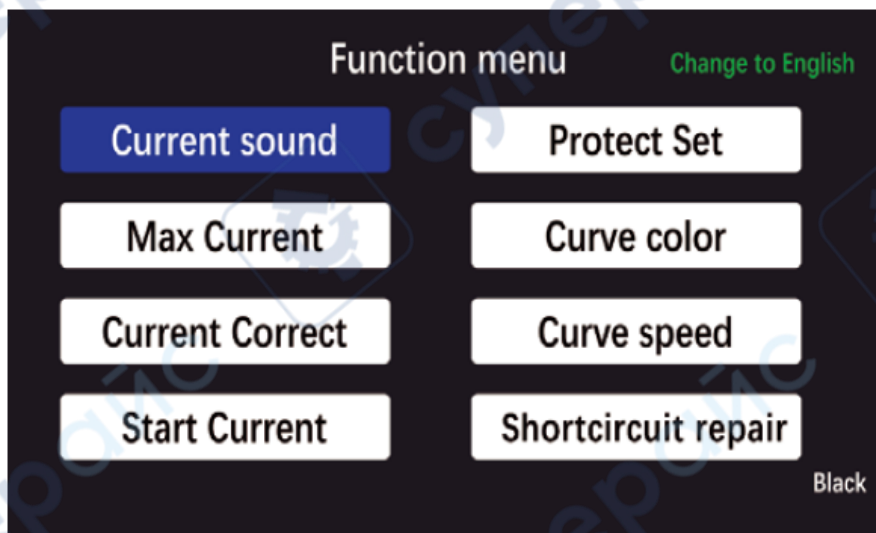 Function menu
Change to English
Current sound
Protect Set
Max Current
Curve color
Current Correct
Curve speed
Start Current
Shortcircuit repair
Black
суперайс